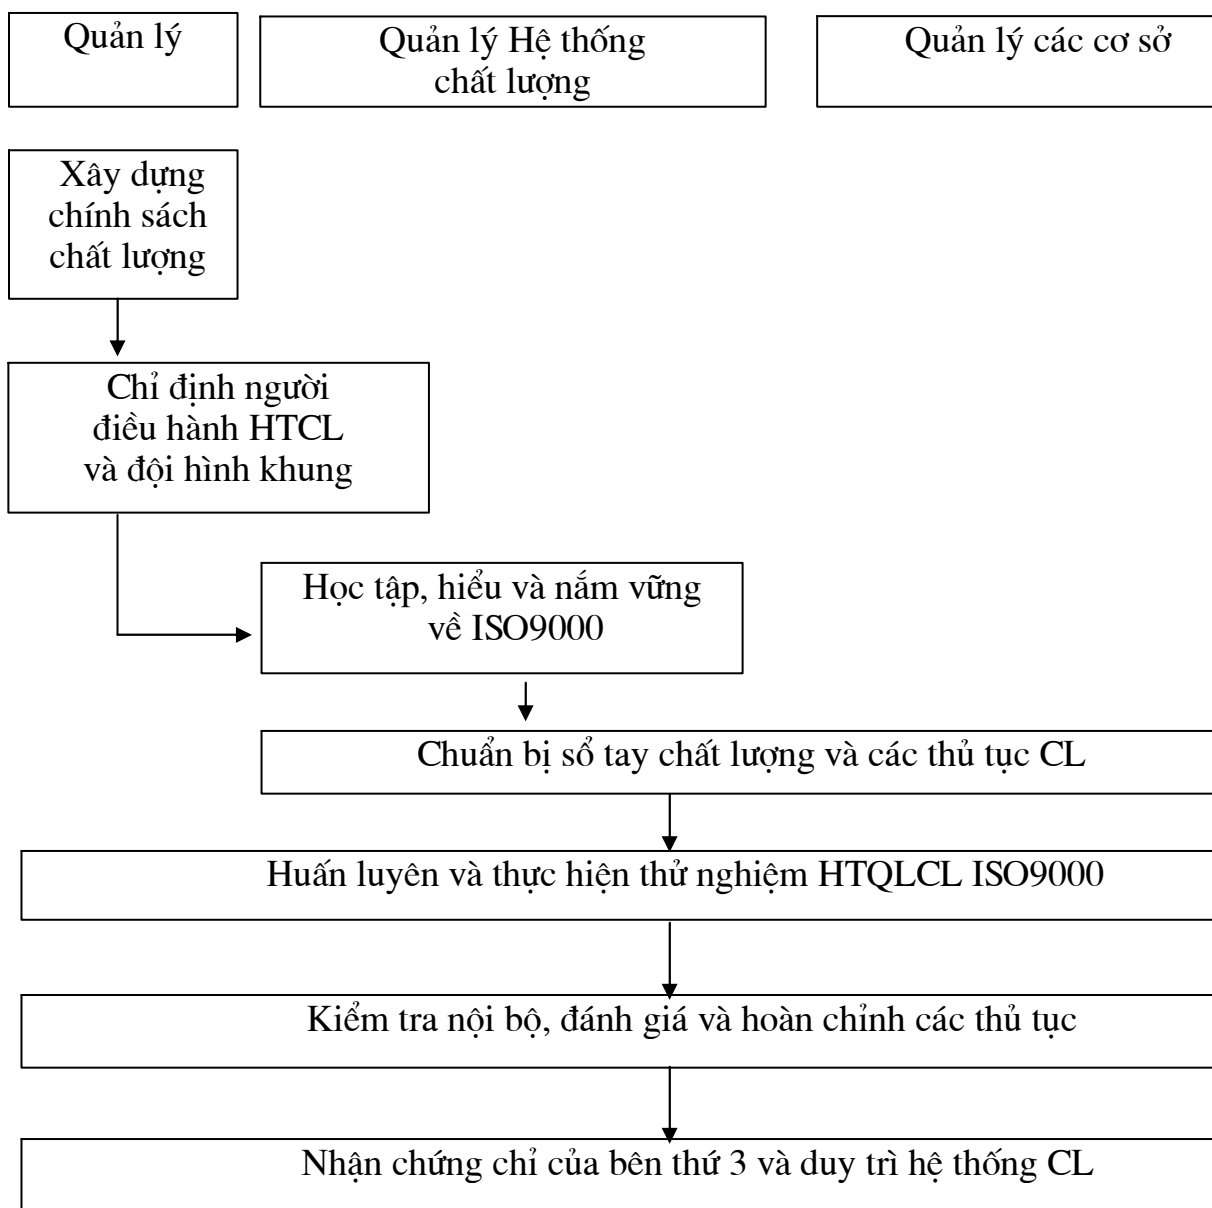 Quản lý
Quản lý Hệ thống
chất lượng
Quản lý các cơ sở
Xây dựng
chính sách
chất lượng
Chỉ định người
điều hành HTCL
và đội hình khung
Học tập, hiểu và nắm vững
về ISO9000
Chuẩn bị sổ tay chất lượng và các thủ tục CL
Huấn luyên và thực hiện thử nghiệm HTQLCL ISO9000
Kiểm tra nội bộ, đánh giá và hoàn chỉnh các thủ tục
Nhận chứng chỉ của bên thứ 3 và duy trì hệ thống CL